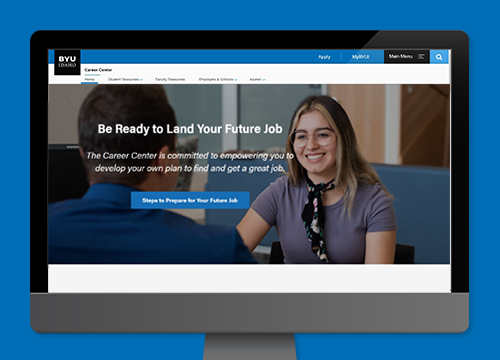 BYU
IDAHO
Apply
MyBYUI
Main Menu
Career Center
Home
Student Resources
Faculty Resources
Employers & Schools
Alumni
Be Ready to Land Your Future Job
The Career Center is committed to empowering you to
develop your own plan to find and get a great job.
Steps to Prepare for Your Future Job